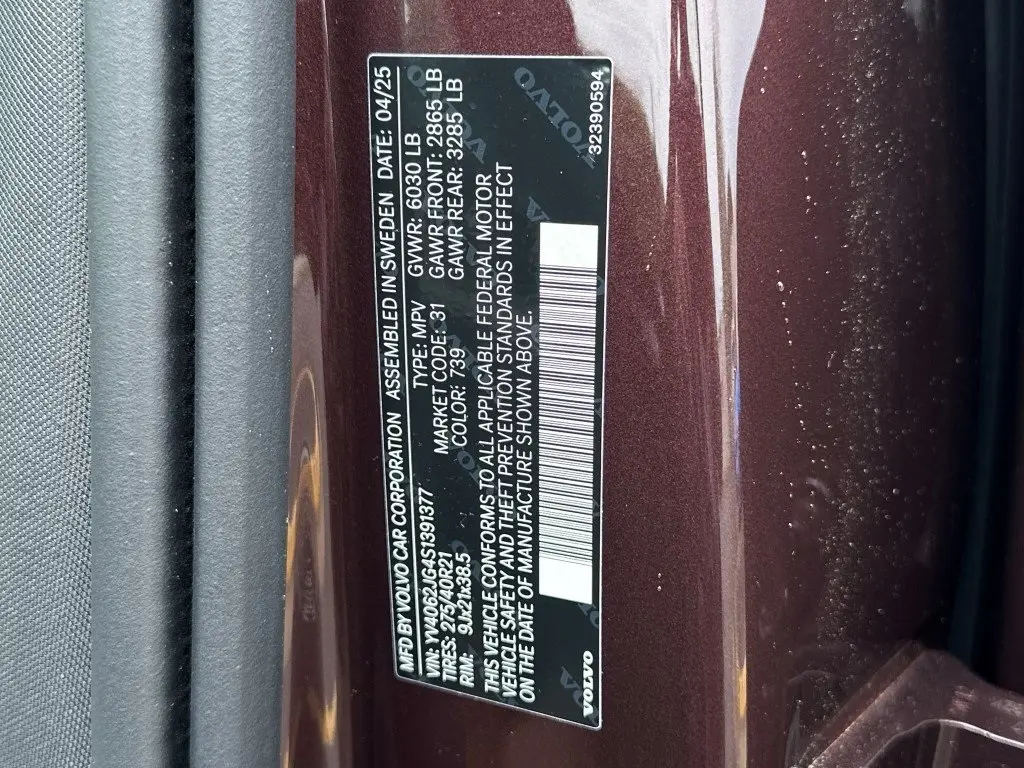 MFD BY VOLVO CAR CORPORATION ASSEMBLED IN SWEDEN DATE: 04/25
VIN: YV4062JG4S1391377 TYPE: MPV GVWR: 6030 LB
TIRES: 275/40R21 MARKET CODE: 31 GAWR FRONT: 2865 LB
RIM: 9Jx21x38.5 COLOR: 739 GAWR REAR: 3285 LB
THIS VEHICLE CONFORMS TO ALL APPLICABLE FEDERAL MOTOR
VEHICLE SAFETY AND THEFT PREVENTION STANDARDS IN EFFECT
ON THE DATE OF MANUFACTURE SHOWN ABOVE.
VOLVO
32390594